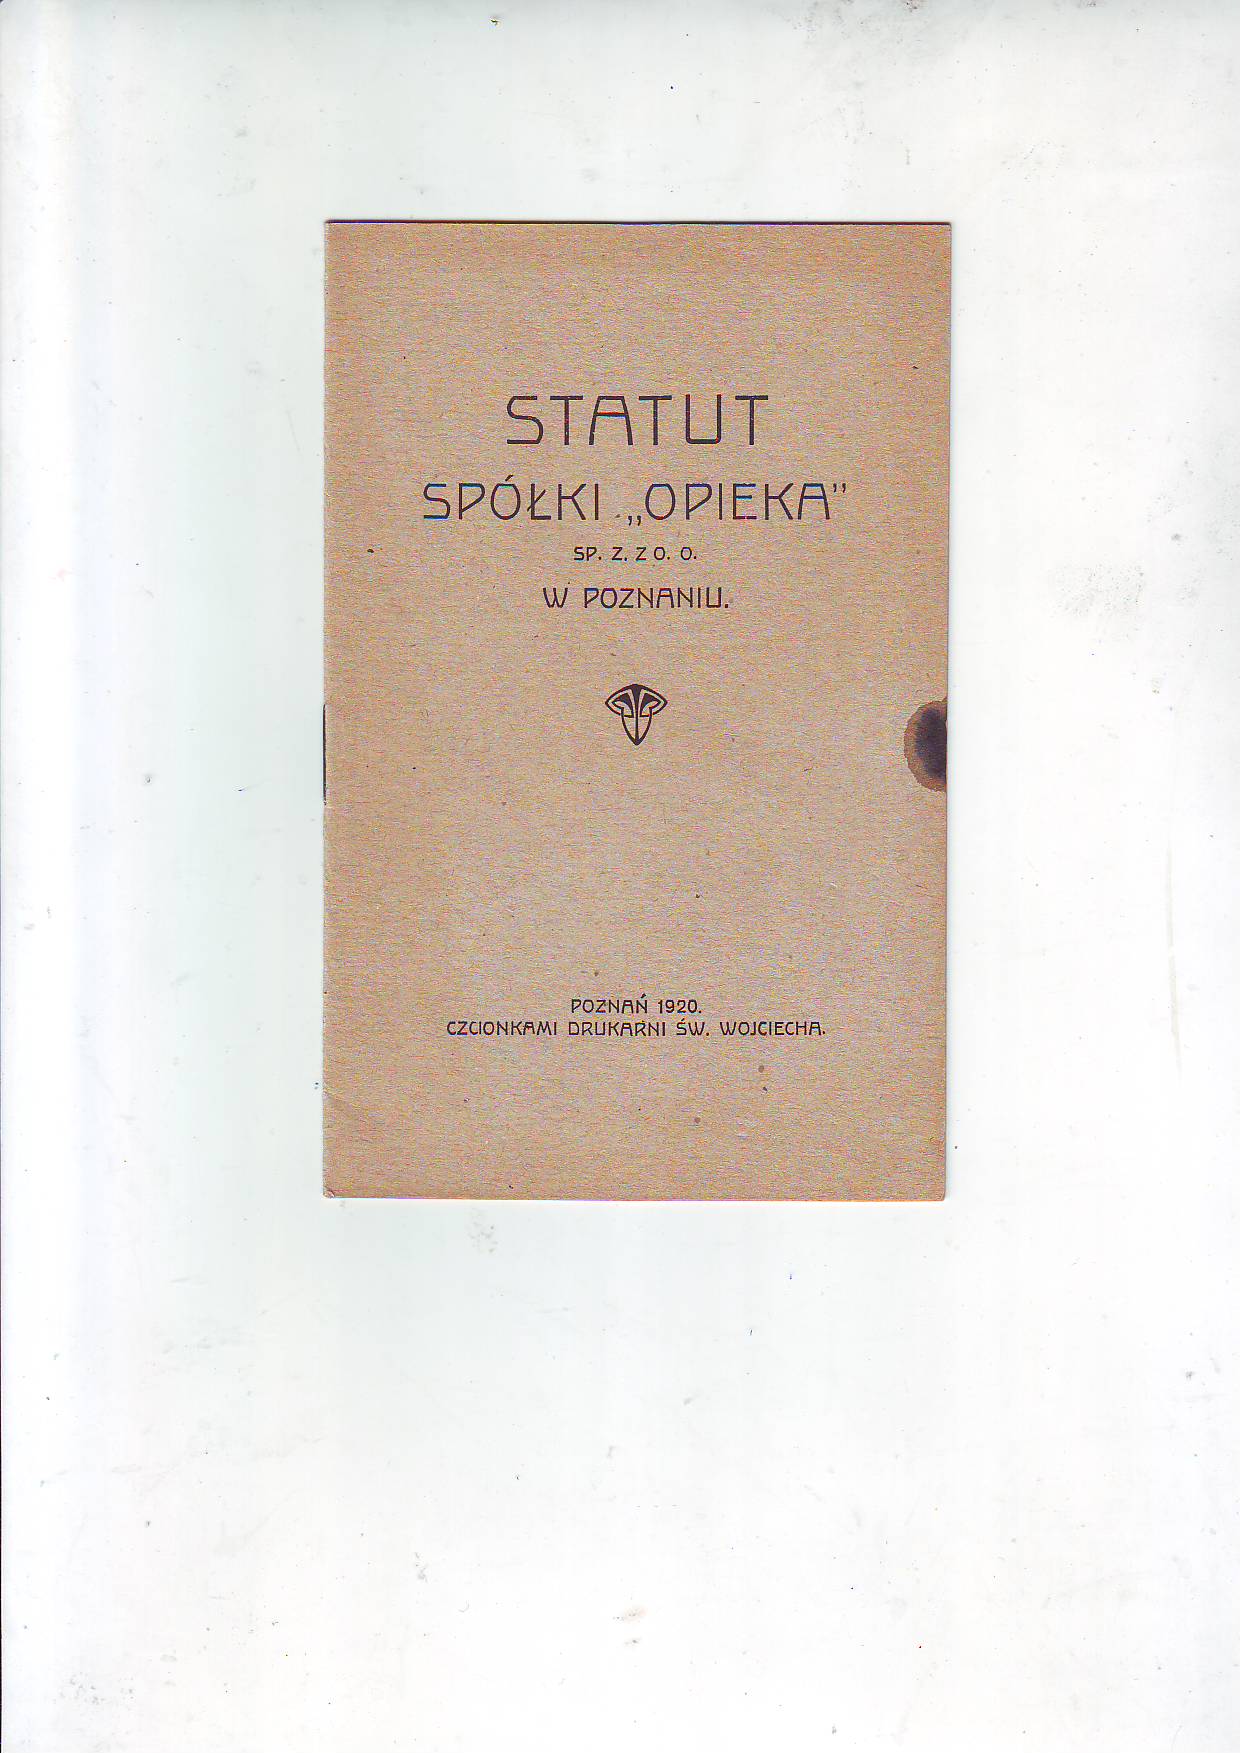 STATUT
SPÓŁKI „OPIEKA”
SP. Z. Z O. O.
W POZNANIU.
POZNAŃ 1920.
CZCIONKAMI DRUKARNI ŚW. WOJCIECHA.